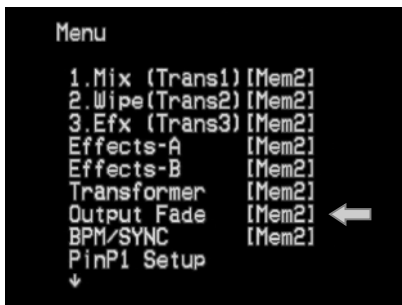 Menu
1.Mix (Trans1)[Mem2]
2.Wipe(Trans2)[Mem2]
3.Efx (Trans3)[Mem2]
Effects-A [Mem2]
Effects-B [Mem2]
Transformer [Mem2]
Output Fade [Mem2]
BPM/SYNC [Mem2]
PinP1 Setup